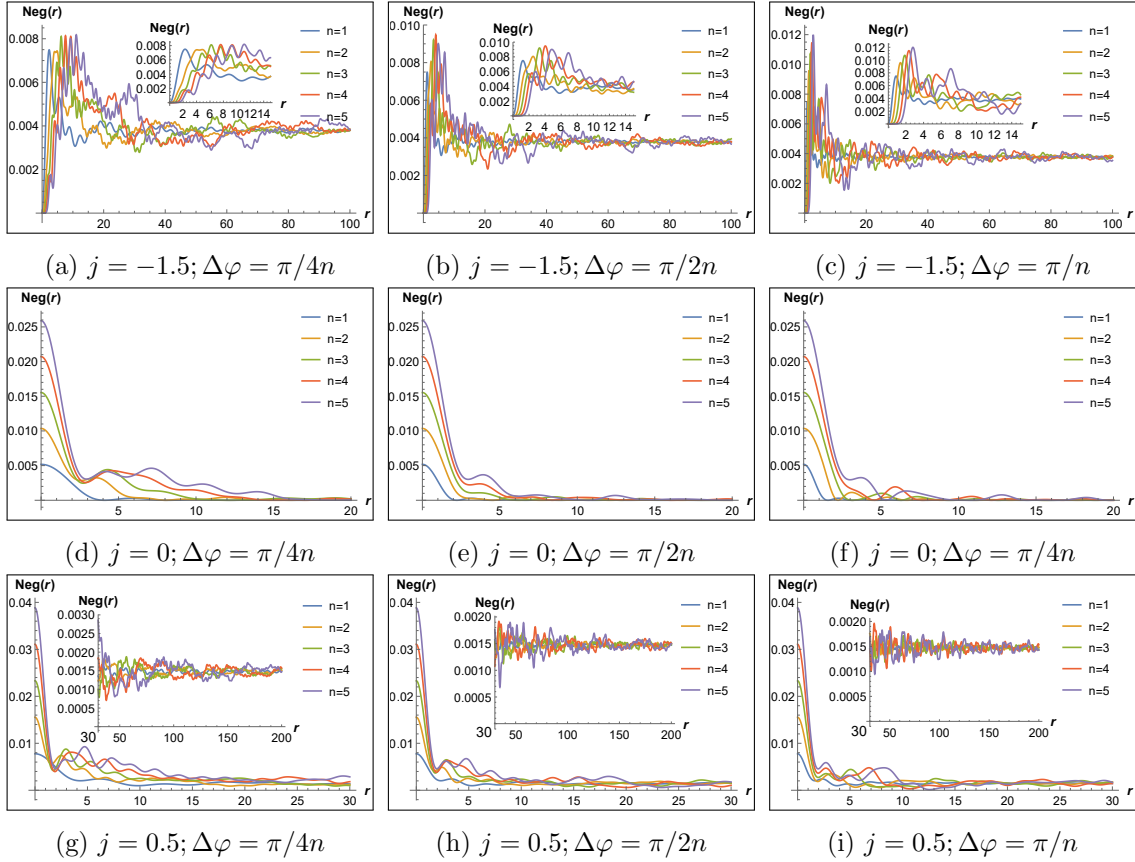 Neg(r)
0.008
0.006
0.004
0.002
20 40 60 80 100 r
Neg(r)
0.008
0.006
0.004
0.002
2 4 6 8 101214 r
n=1
n=2
n=3
n=4
n=5
(a) j = −1.5; Δφ = π/4n
Neg(r)
0.010
0.008
0.006
0.004
0.002
20 40 60 80 100 r
Neg(r)
0.010
0.008
0.006
0.004
0.002
2 4 6 8 10 12 14 r
n=1
n=2
n=3
n=4
n=5
(b) j = −1.5; Δφ = π/2n
Neg(r)
0.012
0.010
0.008
0.006
0.004
0.002
20 40 60 80 100 r
Neg(r)
0.012
0.010
0.008
0.006
0.004
0.002
2 4 6 8 10 12 14 r
n=1
n=2
n=3
n=4
n=5
(c) j = −1.5; Δφ = π/n
Neg(r)
0.025
0.020
0.015
0.010
0.005
5 10 15 20 r
n=1
n=2
n=3
n=4
n=5
(d) j = 0; Δφ = π/4n
Neg(r)
0.025
0.020
0.015
0.010
0.005
5 10 15 20 r
n=1
n=2
n=3
n=4
n=5
(e) j = 0; Δφ = π/2n
Neg(r)
0.025
0.020
0.015
0.010
0.005
5 10 15 20 r
n=1
n=2
n=3
n=4
n=5
(f) j = 0; Δφ = π/4n
Neg(r)
0.04
0.03
0.02
0.01
5 10 15 20 25 30
Neg(r)
0.0030
0.0025
0.0020
0.0015
0.0010
0.0005
30 50 100 150 200 r
n=1
n=2
n=3
n=4
n=5
(g) j = 0.5; Δφ = π/4n
Neg(r)
0.04
0.03
0.02
0.01
5 10 15 20 25 30
Neg(r)
0.0020
0.0015
0.0010
0.0005
30 50 100 150 200 r
n=1
n=2
n=3
n=4
n=5
(h) j = 0.5; Δφ = π/2n
Neg(r)
0.04
0.03
0.02
0.01
5 10 15 20 25 30
Neg(r)
0.0020
0.0015
0.0010
0.0005
30 50 100 150 200 r
n=1
n=2
n=3
n=4
n=5
(i) j = 0.5; Δφ = π/n